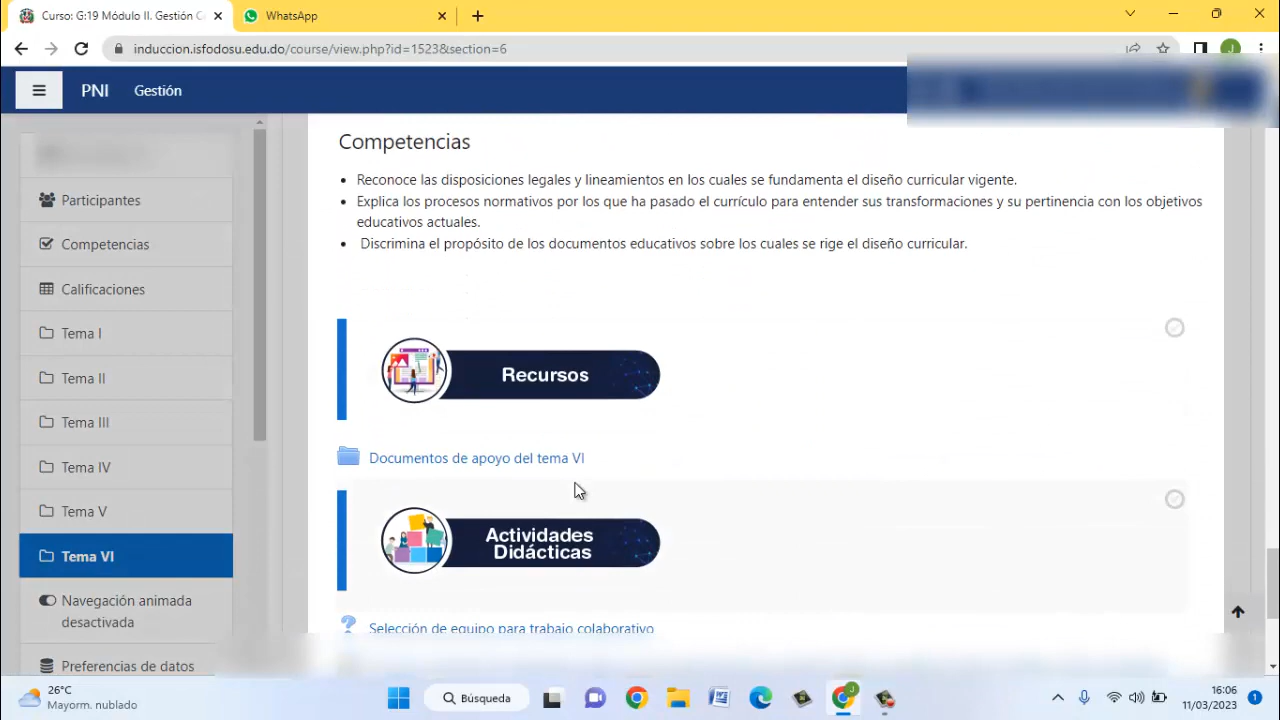 Curso: G:19 Módulo II. Gestión C
WhatsApp
induccion.isfodosu.edu.do/course/view.php?id=1523&section=6
J
PNI
Gestión
Participantes
Competencias
Calificaciones
Tema I
Tema II
Tema III
Tema IV
Tema V
Tema VI
Navegación animada
desactivada
Preferencias de datos
Competencias
• Reconoce las disposiciones legales y lineamientos en los cuales se fundamenta el diseño curricular vigente.
• Explica los procesos normativos por los que ha pasado el currículo para entender sus transformaciones y su pertinencia con los objetivos
educativos actuales.
• Discrimina el propósito de los documentos educativos sobre los cuales se rige el diseño curricular.
Recursos
Documentos de apoyo del tema VI
Actividades
Didácticas
Selección de equipo para trabajo colaborativo
26°C
Mayorm. nublado
Búsqueda
J
16:06
11/03/2023
1